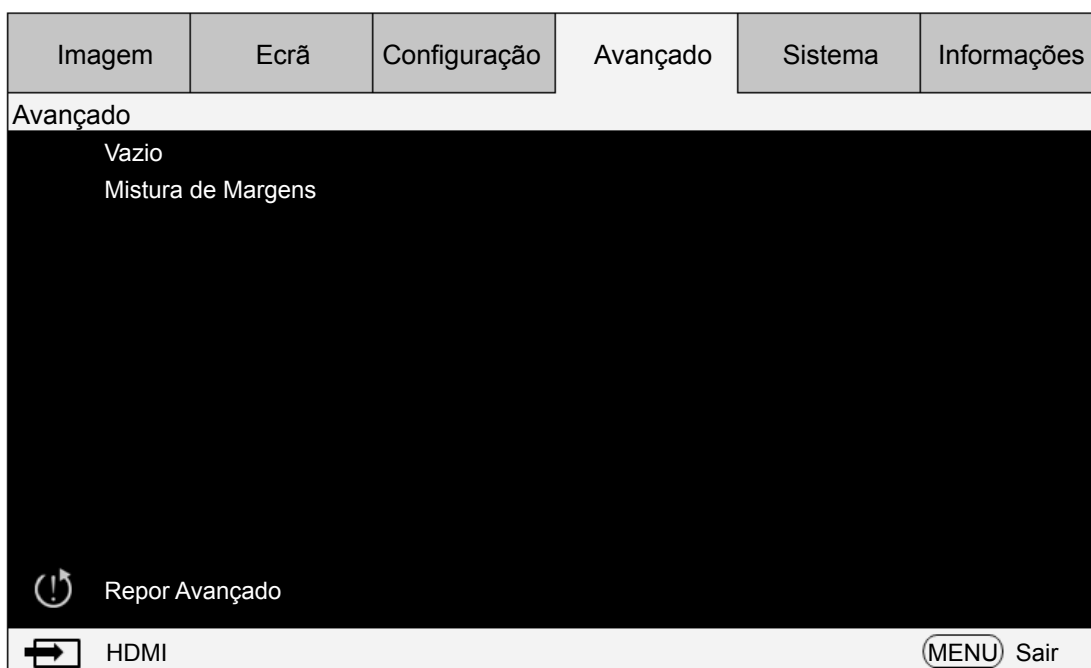 Imagem Ecrã Configuração Avançado Sistema Informações
Avançado
Vazio
Mistura de Margens
Repor Avançado
HDMI MENU Sair